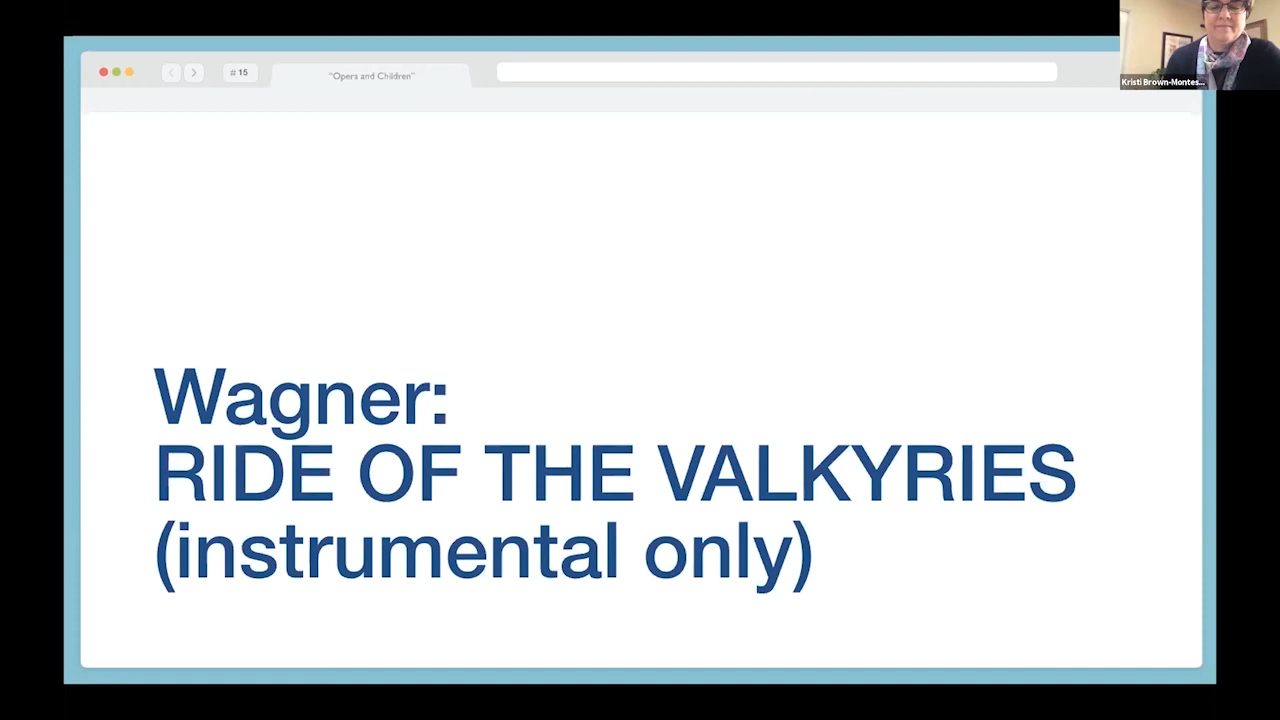 # 15
"Opera and Children"
Kristi Brown-Montes...
Wagner:
RIDE OF THE VALKYRIES
(instrumental only)